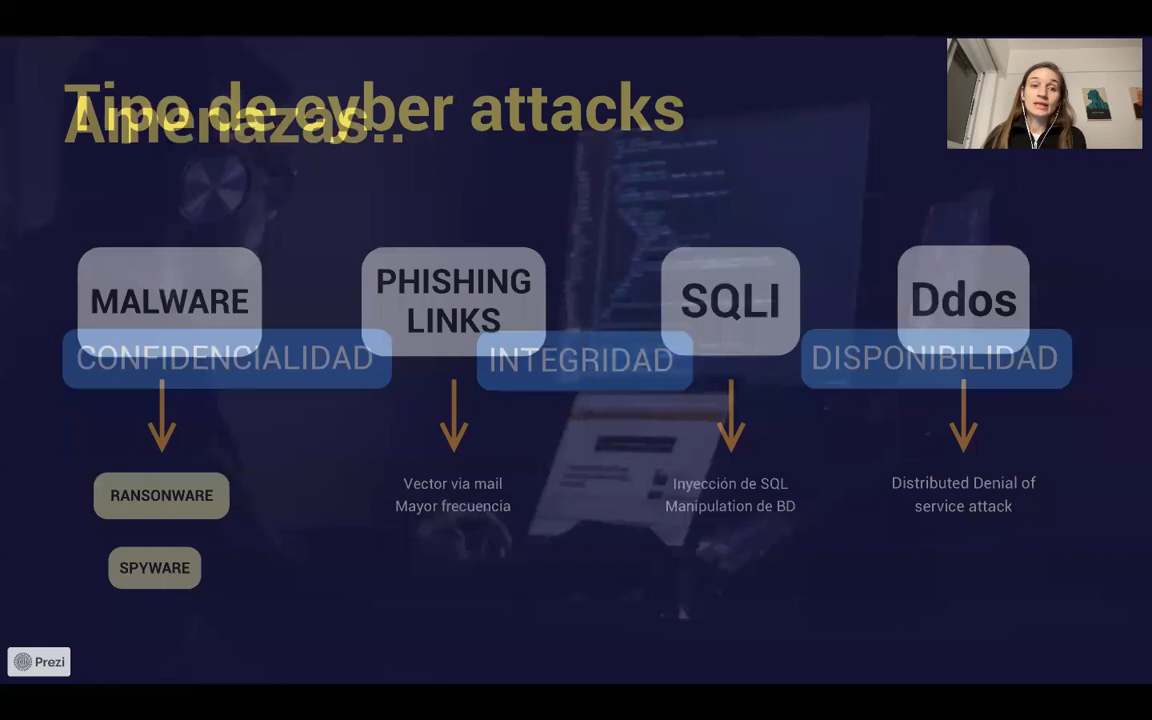 Tipo de cyber attacks
Amenazas..
MALWARE
PHISHING
LINKS
SQLI
Ddos
CONFIDENCIALIDAD
INTEGRIDAD
DISPONIBILIDAD
RANSONWARE
SPYWARE
Vector via mail
Mayor frecuencia
Inyección de SQL
Manipulation de BD
Distributed Denial of
service attack
Prezi